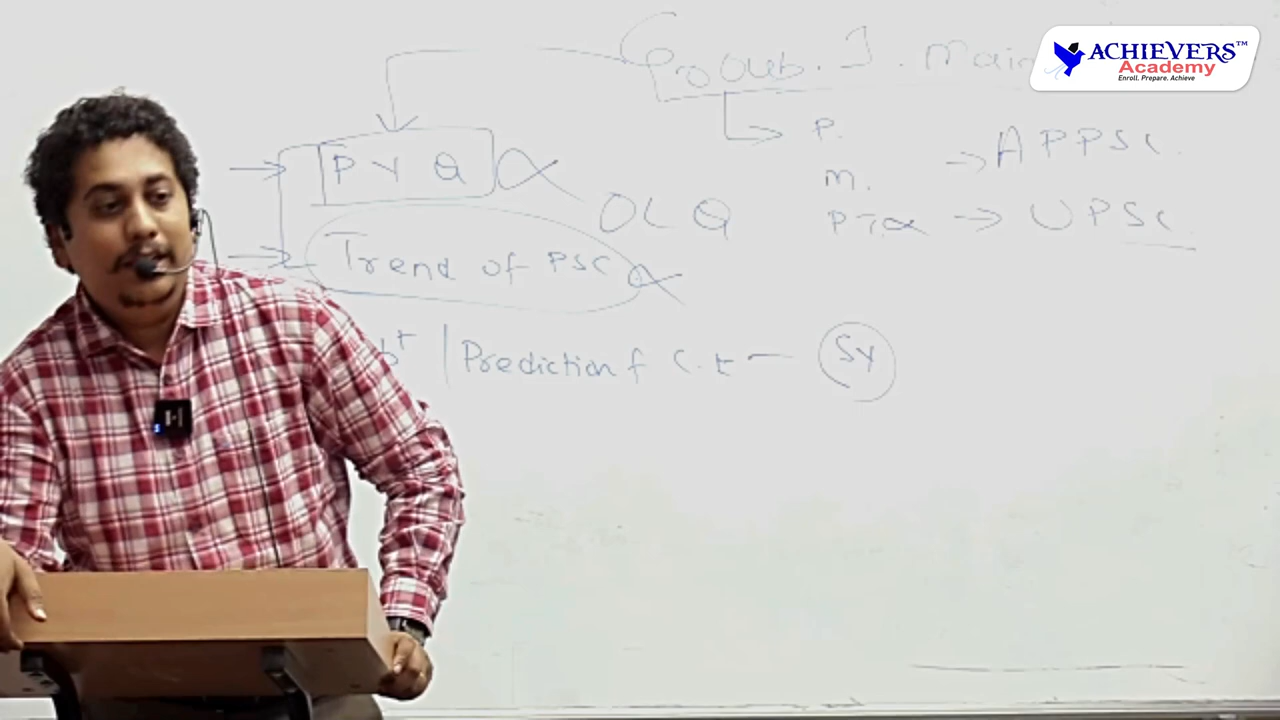 Group. I. Main
ACHIEVERS™
Academy
Enroll. Prepare. Achieve
P.
M.
PYQ
→ APPSC.
OLQ
→ UPSC
Trend of PSC
| Prediction
Sy